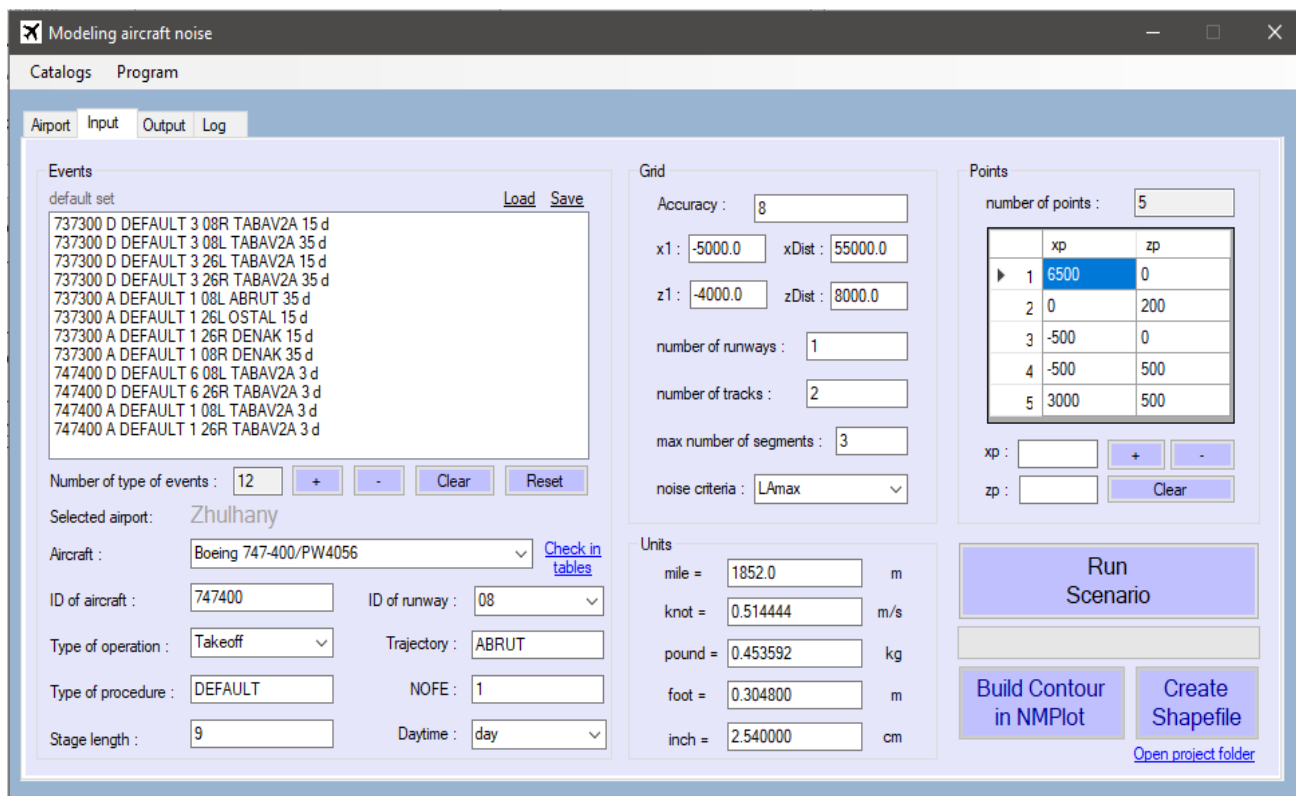 Modeling aircraft noise
Catalogs Program
Airport Input Output Log
Events
default set Load Save
737300 D DEFAULT 3 08R TABAV2A 15 d
737300 D DEFAULT 3 08L TABAV2A 35 d
737300 D DEFAULT 3 26L TABAV2A 15 d
737300 D DEFAULT 3 26R TABAV2A 35 d
737300 A DEFAULT 1 08L ABRUT 35 d
737300 A DEFAULT 1 26L OSTAL 15 d
737300 A DEFAULT 1 26R DENAK 15 d
737300 A DEFAULT 1 08R DENAK 35 d
747400 D DEFAULT 6 08L TABAV2A 3 d
747400 D DEFAULT 6 26R TABAV2A 3 d
747400 A DEFAULT 1 08L TABAV2A 3 d
747400 A DEFAULT 1 26R TABAV2A 3 d
Number of type of events : 12 + - Clear Reset
Selected airport: Zhulhany
Aircraft : Boeing 747-400/PW4056 Check in
tables
ID of aircraft : 747400 ID of runway : 08
Type of operation : Takeoff Trajectory : ABRUT
Type of procedure : DEFAULT NOFE : 1
Stage length : 9 Daytime : day
Grid
Accuracy : 8
x1 : -5000.0 xDist : 55000.0
z1 : -4000.0 zDist : 8000.0
number of runways : 1
number of tracks : 2
max number of segments : 3
noise criteria : LAmax
Units
mile = 1852.0 m
knot = 0.514444 m/s
pound = 0.453592 kg
foot = 0.304800 m
inch = 2.540000 cm
Points
number of points : 5
xp zp
1 6500 0
2 0 200
3 -500 0
4 -500 500
5 3000 500
xp : + -
zp : Clear
Run
Scenario
Build Contour
in NMPlot
Create
Shapefile
Open project folder